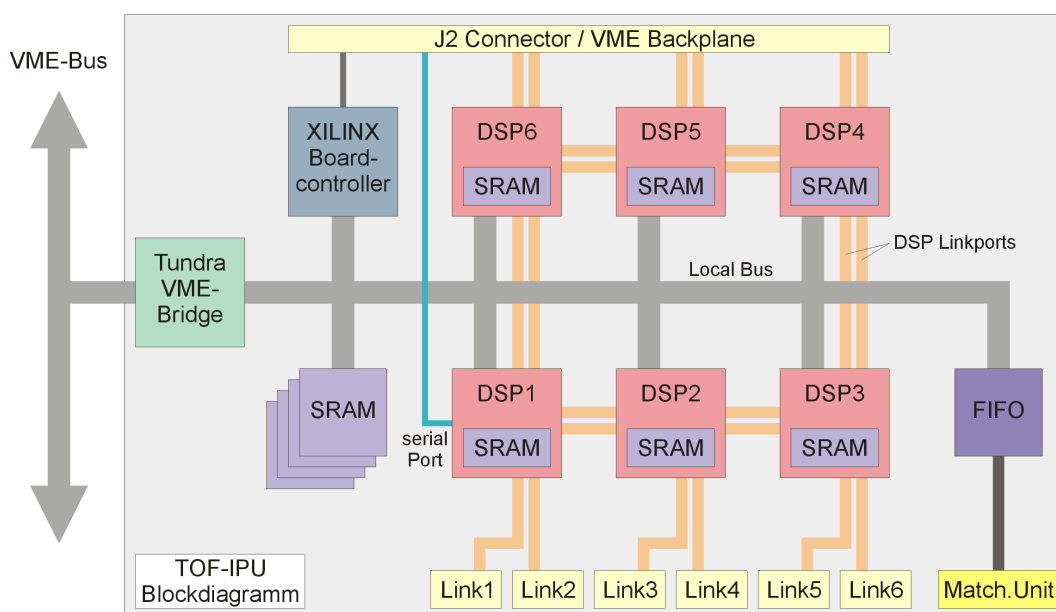 J2 Connector / VME Backplane
VME-Bus
XILINX
Board-
controller
DSP6
SRAM
DSP5
SRAM
DSP4
SRAM
DSP Linkports
Local Bus
Tundra
VME-
Bridge
SRAM
serial
Port
DSP1
SRAM
DSP2
SRAM
DSP3
SRAM
FIFO
TOF-IPU
Blockdiagramm
Link1
Link2
Link3
Link4
Link5
Link6
Match.Unit